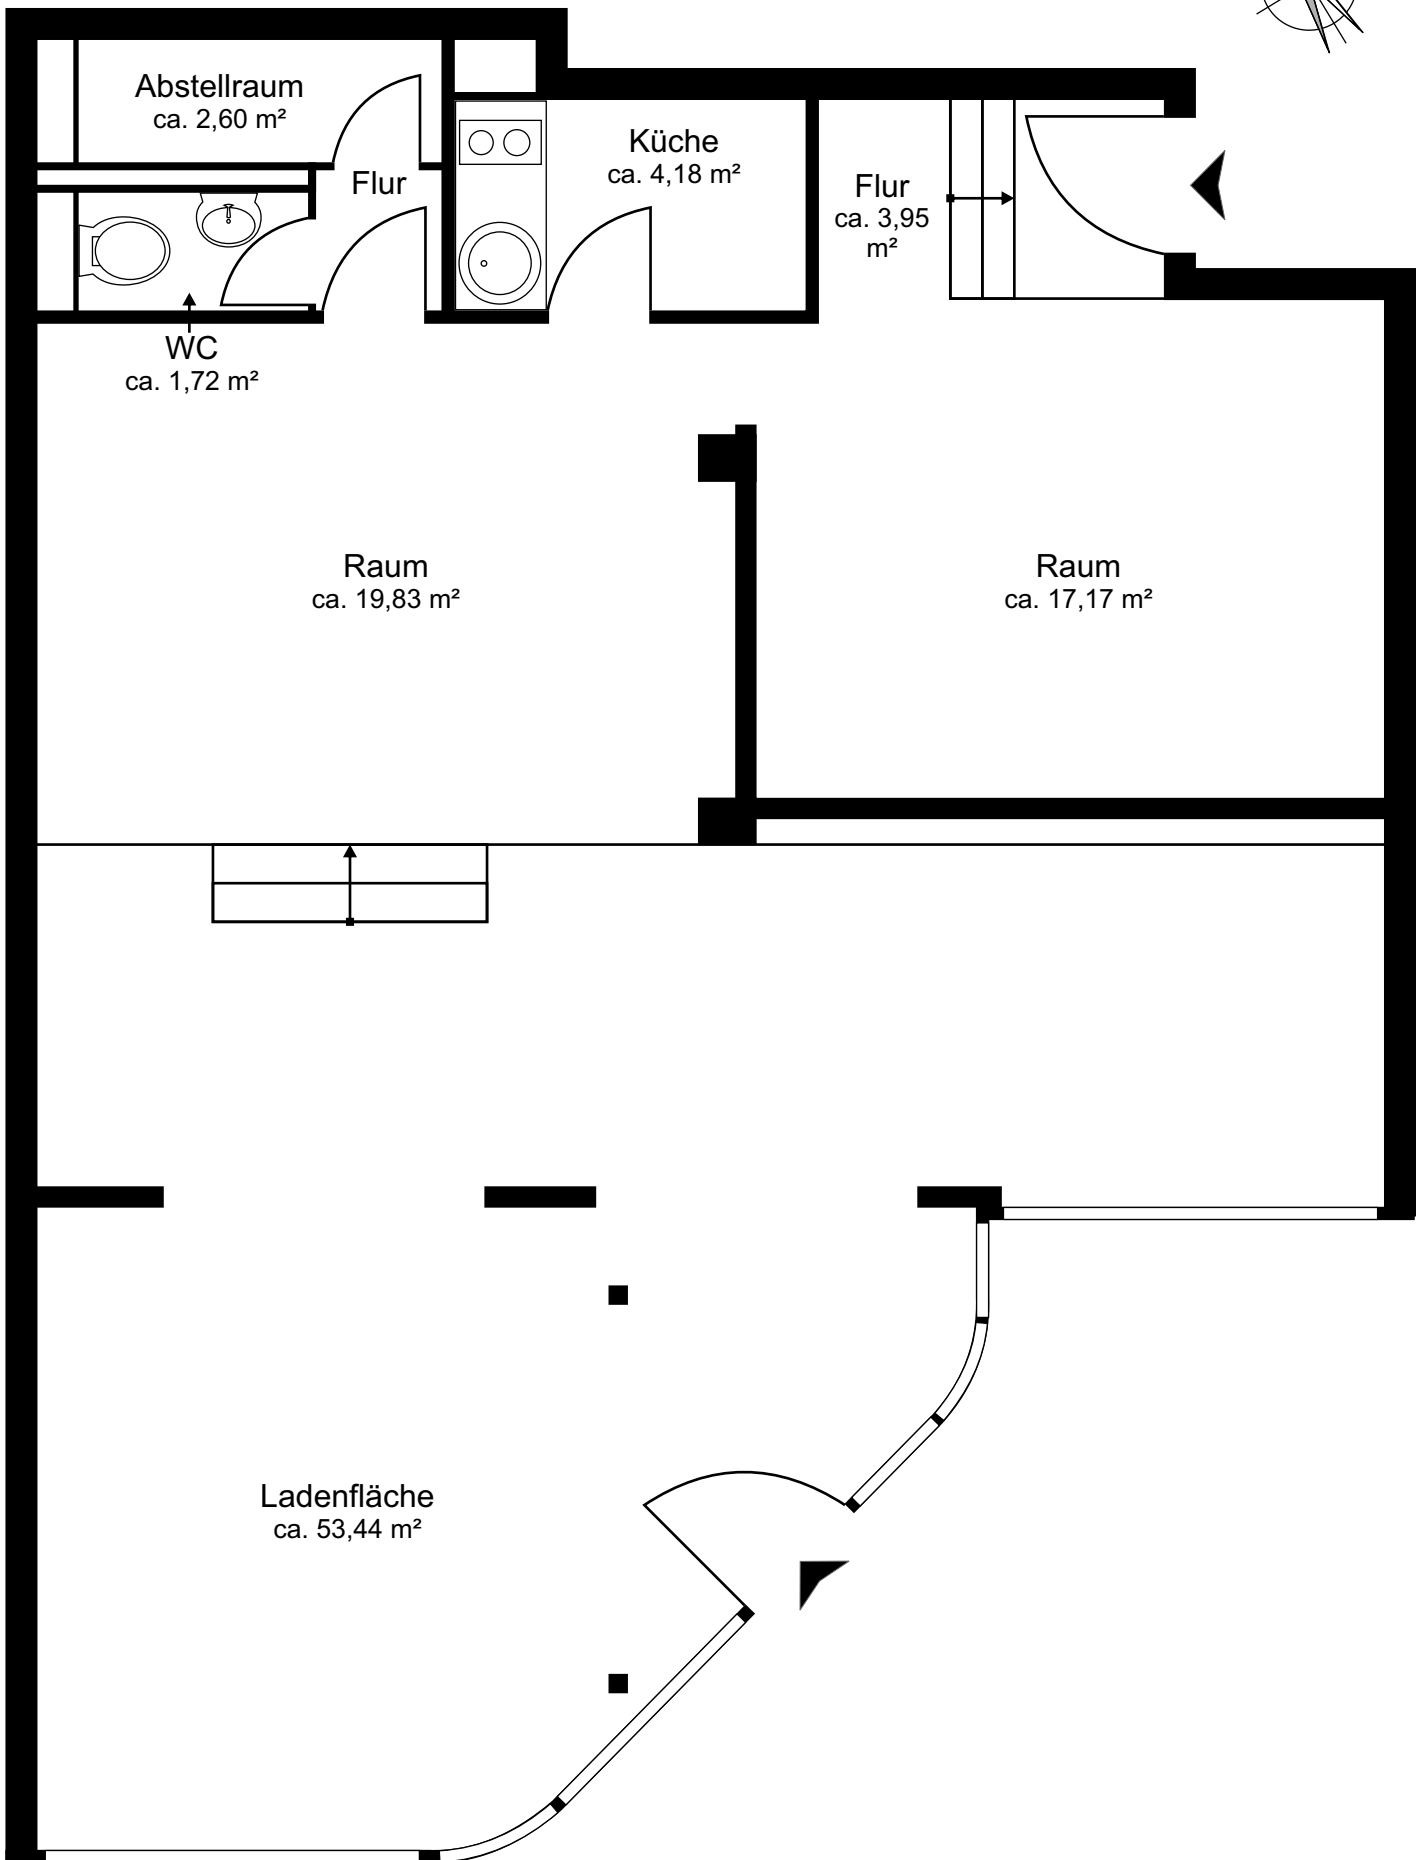 Abstellraum
ca. 2,60 m²
Küche
ca. 4,18 m²
Flur
Flur
ca. 3,95
m²
WC
ca. 1,72 m²
Raum
ca. 19,83 m²
Raum
ca. 17,17 m²
Ladenfläche
ca. 53,44 m²